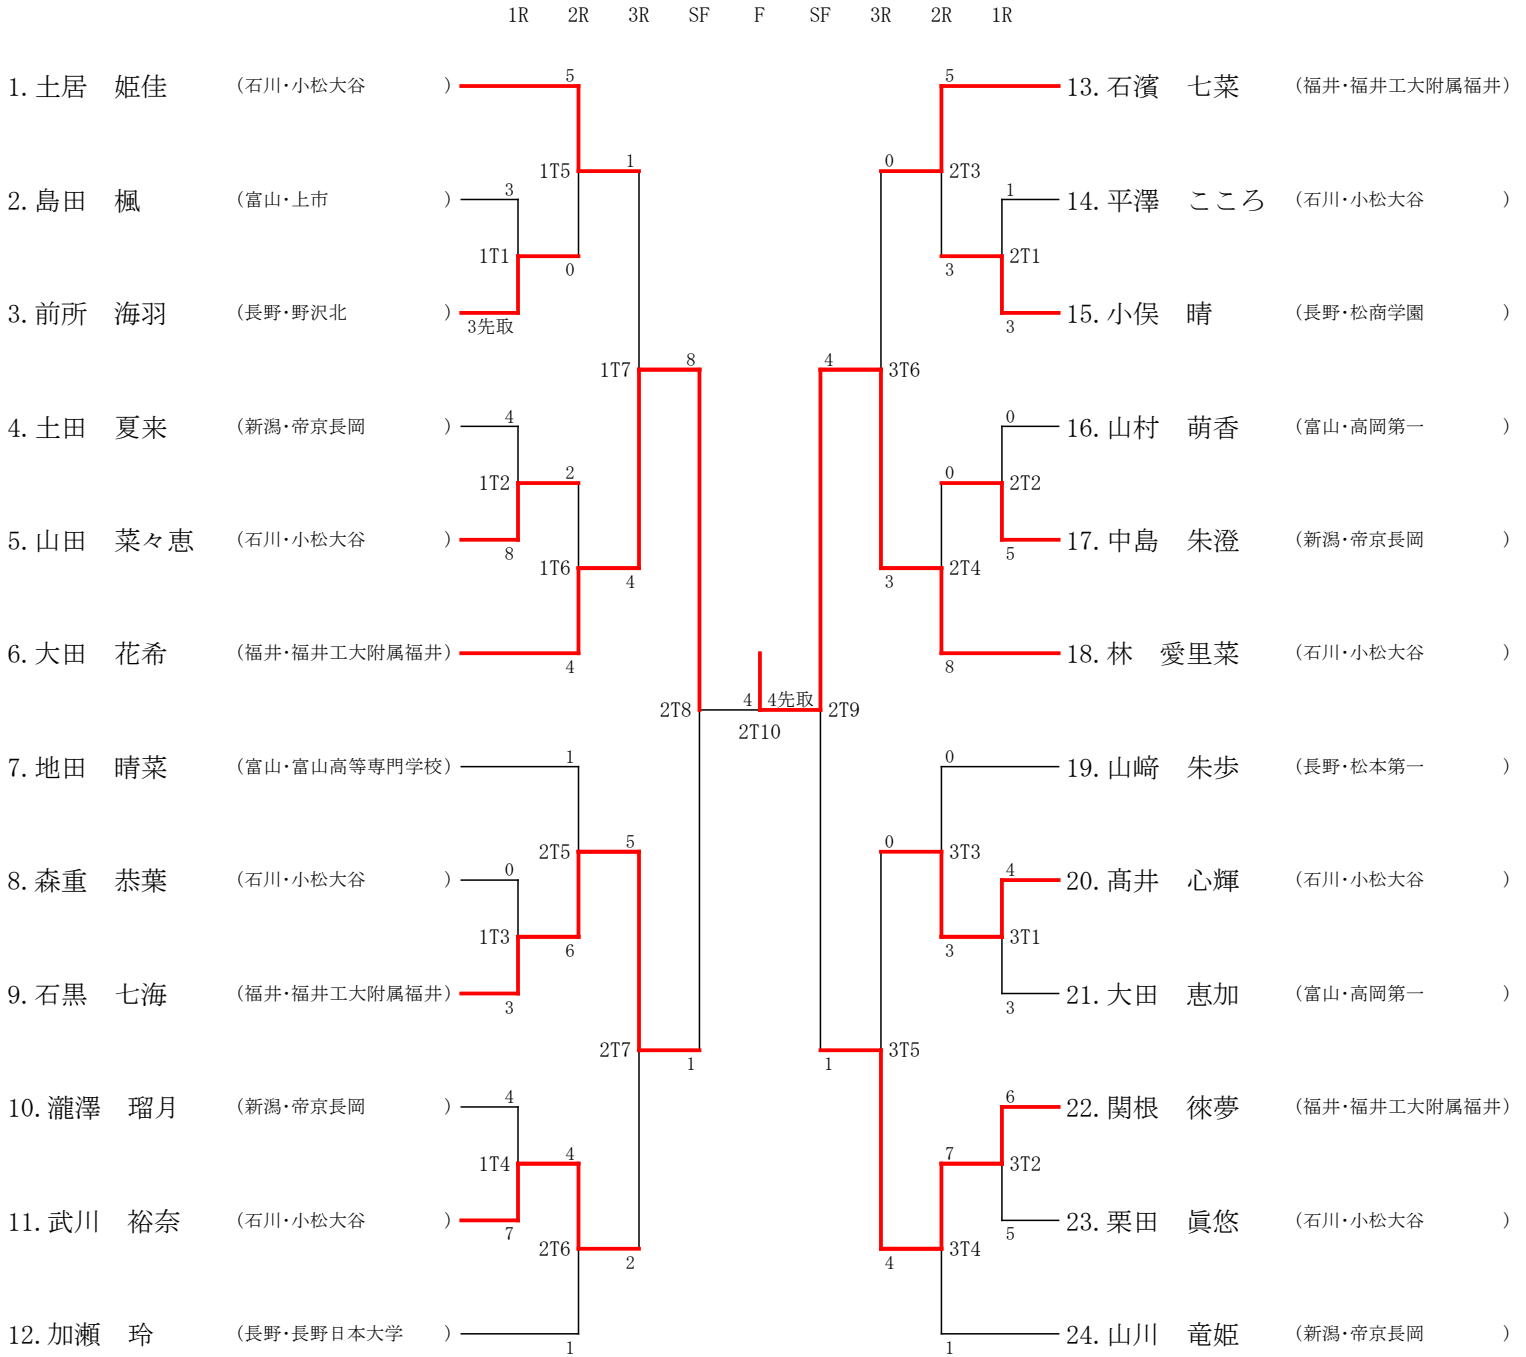 1R 2R 3R SF F SF 3R 2R 1R
5 5
1. 土居 姫佳 (石川・小松大谷 ) 13. 石濱 七菜 (福井・福井工大附属福井)
1 0
1T5 2T3
3 1
2. 島田 楓 (富山・上市 ) 14. 平澤 こころ (石川・小松大谷 )
1T1 2T1
0 3
3. 前所 海羽 (長野・野沢北 ) 15. 小俣 晴 (長野・松商学園 )
3先取 3
8 4
1T7 3T6
4 0
4. 土田 夏来 (新潟・帝京長岡 ) 16. 山村 萌香 (富山・高岡第一 )
2 0
1T2 2T2
5. 山田 菜々恵 (石川・小松大谷 ) 17. 中島 朱澄 (新潟・帝京長岡 )
8 5
1T6 2T4
4 3
6. 大田 花希 (福井・福井工大附属福井) 18. 林 愛里菜 (石川・小松大谷 )
4 8
4 4先取
2T8 2T9
2T10
1 0
7. 地田 晴菜 (富山・富山高等専門学校) 19. 山﨑 朱歩 (長野・松本第一 )
5 0
2T5 3T3
0 4
8. 森重 恭葉 (石川・小松大谷 ) 20. 髙井 心輝 (石川・小松大谷 )
1T3 3T1
6 3
9. 石黒 七海 (福井・福井工大附属福井) 21. 大田 恵加 (富山・高岡第一 )
3 3
2T7 3T5
1 1
4 6
10. 瀧澤 瑠月 (新潟・帝京長岡 ) 22. 関根 徠夢 (福井・福井工大附属福井)
4 7
1T4 3T2
11. 武川 裕奈 (石川・小松大谷 ) 23. 栗田 眞悠 (石川・小松大谷 )
7 5
2T6 3T4
2 4
12. 加瀬 玲 (長野・長野日本大学 ) 24. 山川 竜姫 (新潟・帝京長岡 )
1 1